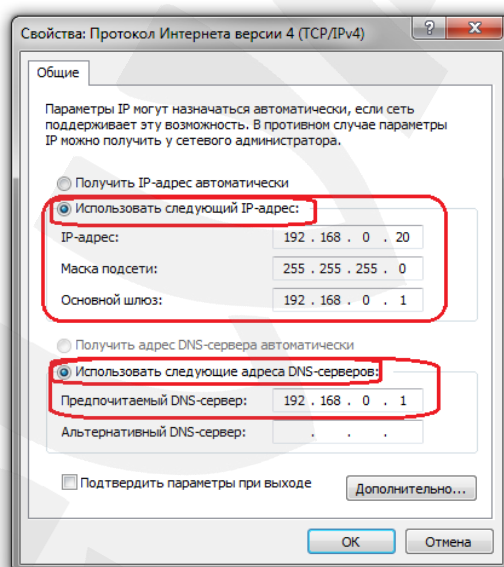 Свойства: Протокол Интернета версии 4 (TCP/IPv4)
Общие
Параметры IP могут назначаться автоматически, если сеть
поддерживает эту возможность. В противном случае параметры
IP можно получить у сетевого администратора.
Получить IP-адрес автоматически
Использовать следующий IP-адрес:
IP-адрес: 192 . 168 . 0 . 20
Маска подсети: 255 . 255 . 255 . 0
Основной шлюз: 192 . 168 . 0 . 1
Получить адрес DNS-сервера автоматически
Использовать следующие адреса DNS-серверов:
Предпочитаемый DNS-сервер: 192 . 168 . 0 . 1
Альтернативный DNS-сервер: . . .
Подтвердить параметры при выходе
Дополнительно...
ОК
Отмена